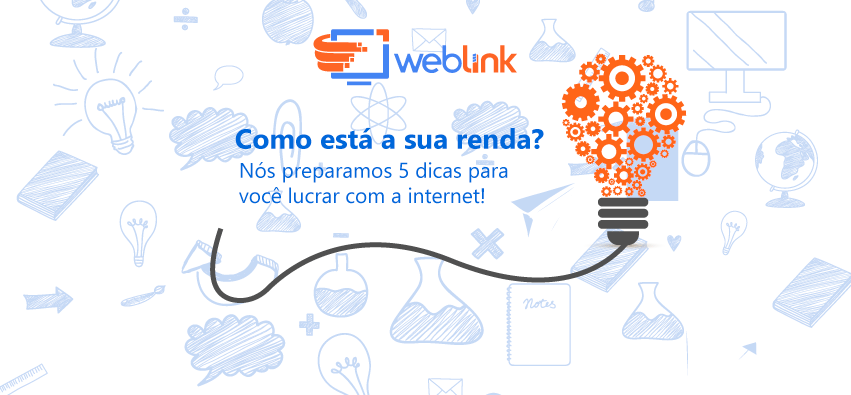 weblink
Como está a sua renda?
Nós preparamos 5 dicas para
você lucrar com a internet!
Notes